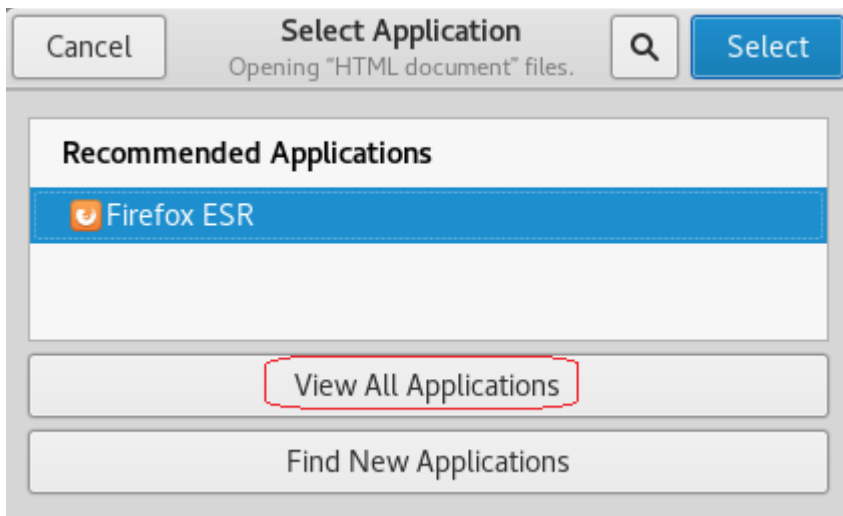 Cancel
Select Application
Opening “HTML document” files.
Select
Recommended Applications
Firefox ESR
View All Applications
Find New Applications